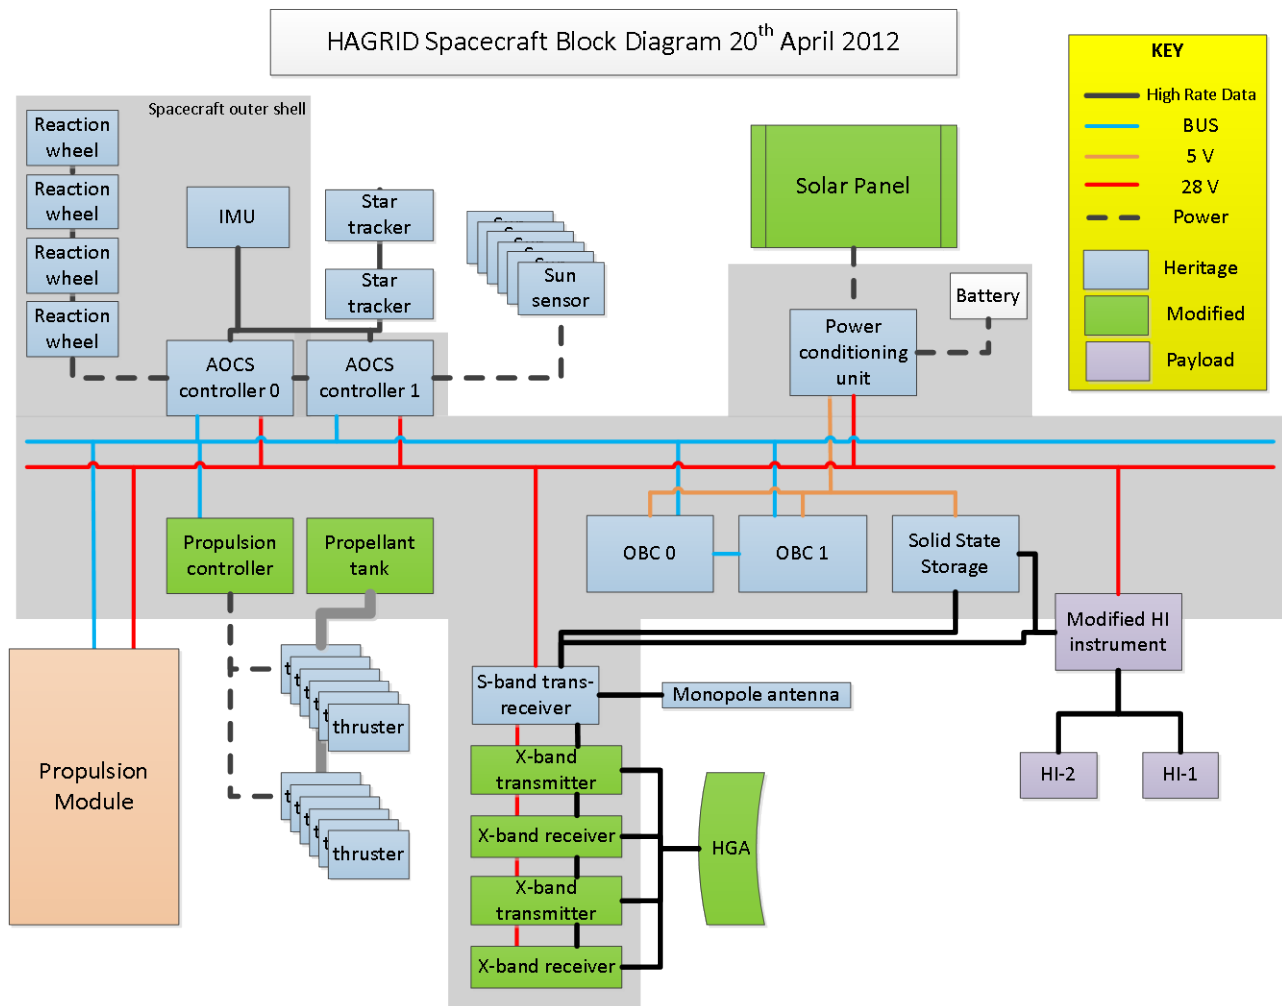 HAGRID Spacecraft Block Diagram 20th April 2012
KEY
High Rate Data
BUS
5 V
28 V
Power
Heritage
Modified
Payload
Spacecraft outer shell
Reaction
wheel
Reaction
wheel
Reaction
wheel
Reaction
wheel
IMU
Star
tracker
Star
tracker
Sun
sensor
AOCS
controller 0
AOCS
controller 1
Solar Panel
Battery
Power
conditioning
unit
Propulsion
controller
Propellant
tank
OBC 0
OBC 1
Solid State
Storage
Modified HI
instrument
HI-2
HI-1
Propulsion
Module
thruster
thruster
S-band trans-
receiver
Monopole antenna
X-band
transmitter
X-band receiver
X-band
transmitter
X-band receiver
HGA